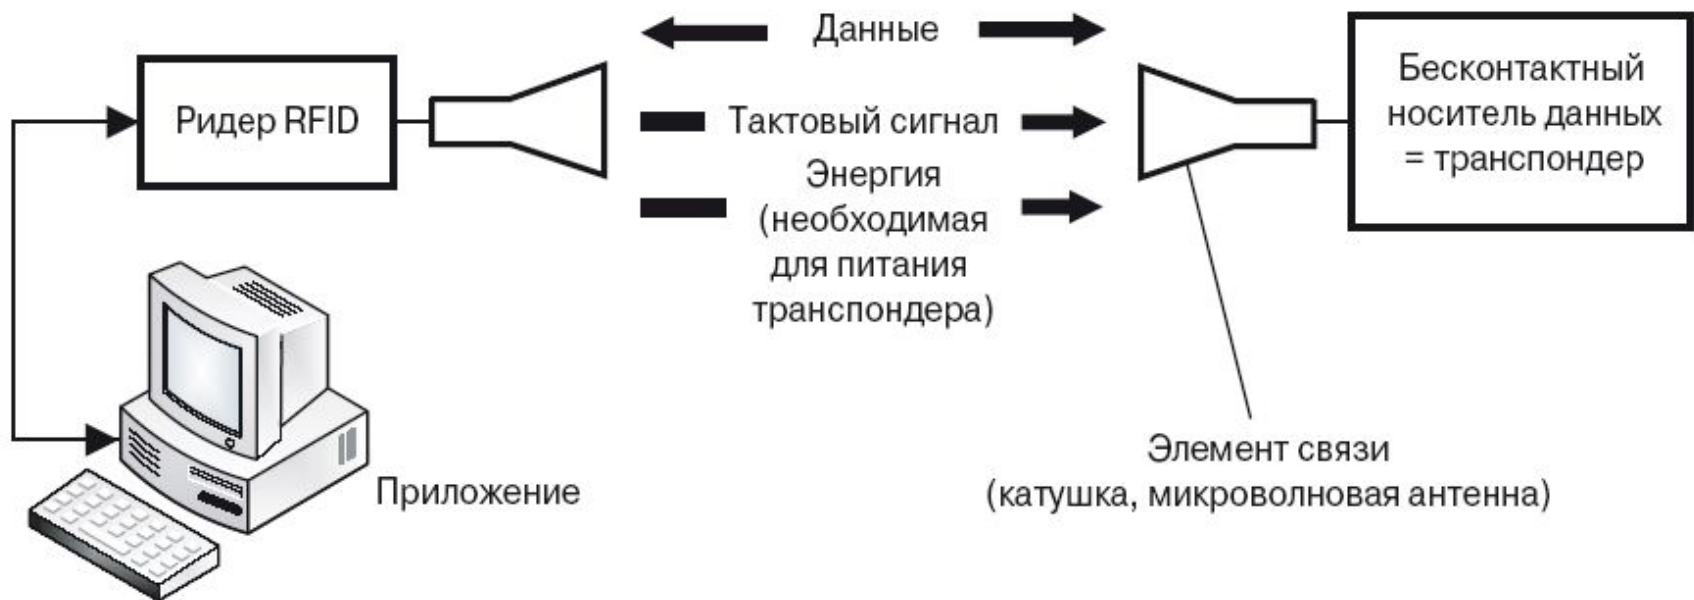 Данные
Ридер RFID
Тактовый сигнал
Энергия
(необходимая
для питания
транспондера)
Бесконтактный
носитель данных
= транспондер
Приложение
Элемент связи
(катушка, микроволновая антенна)